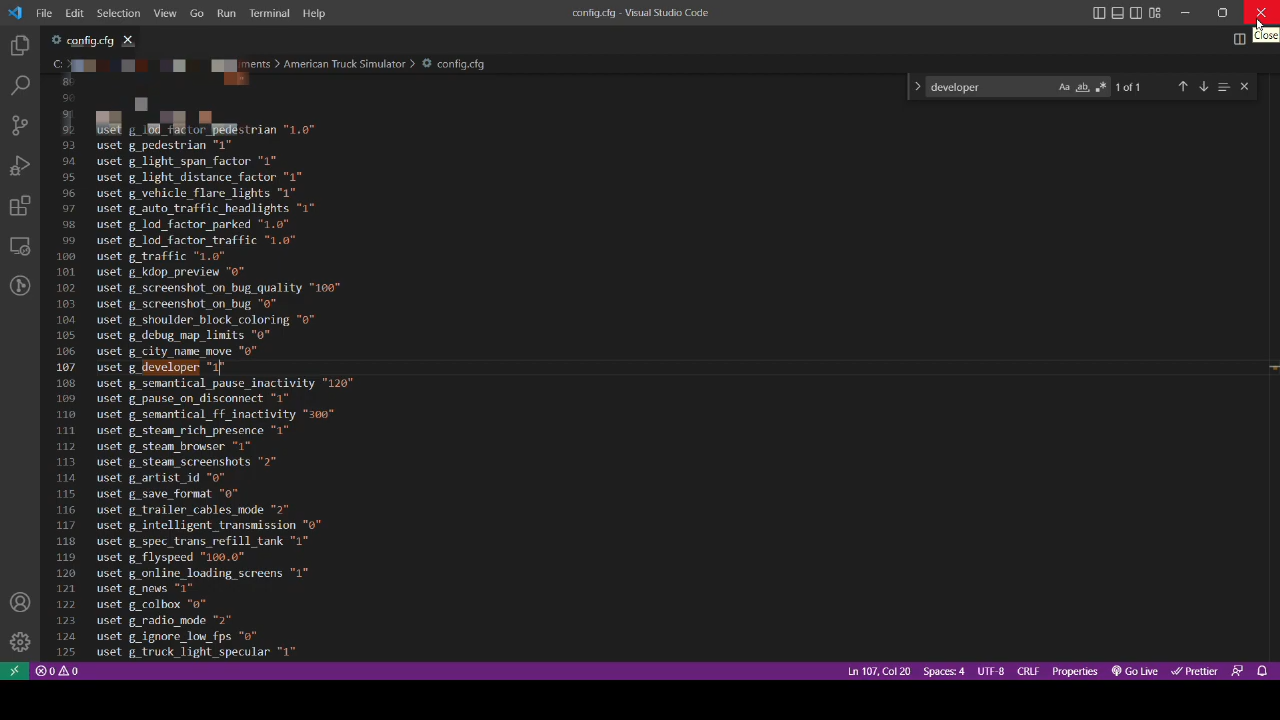 File Edit Selection View Go Run Terminal Help
config.cfg - Visual Studio Code
Close
config.cfg
C: ments > American Truck Simulator > config.cfg
developer Aa ab 1 of 1
89
90
91
92 uset g_lod_factor_pedestrian "1.0"
93 uset g_pedestrian "1"
94 uset g_light_span_factor "1"
95 uset g_light_distance_factor "1"
96 uset g_vehicle_flare_lights "1"
97 uset g_auto_traffic_headlights "1"
98 uset g_lod_factor_parked "1.0"
99 uset g_lod_factor_traffic "1.0"
100 uset g_traffic "1.0"
101 uset g_kdop_preview "0"
102 uset g_screenshot_on_bug_quality "100"
103 uset g_screenshot_on_bug "0"
104 uset g_shoulder_block_coloring "0"
105 uset g_debug_map_limits "0"
106 uset g_city_name_move "0"
107 uset g_developer "1"
108 uset g_semantical_pause_inactivity "120"
109 uset g_pause_on_disconnect "1"
110 uset g_semantical_ff_inactivity "300"
111 uset g_steam_rich_presence "1"
112 uset g_steam_browser "1"
113 uset g_steam_screenshots "2"
114 uset g_artist_id "0"
115 uset g_save_format "0"
116 uset g_trailer_cables_mode "2"
117 uset g_intelligent_transmission "0"
118 uset g_spec_trans_refill_tank "1"
119 uset g_flyspeed "100.0"
120 uset g_online_loading_screens "1"
121 uset g_news "1"
122 uset g_colbox "0"
123 uset g_radio_mode "2"
124 uset g_ignore_low_fps "0"
125 uset g_truck_light_specular "1"
0 0 Ln 107, Col 20 Spaces: 4 UTF-8 CRLF Properties Go Live Prettier